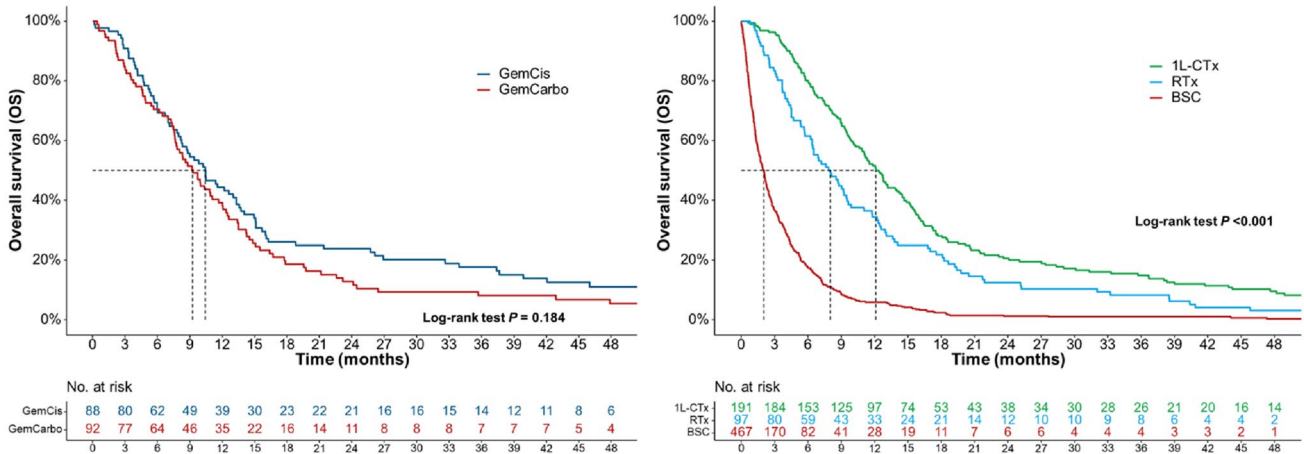 100%
80%
60%
40%
20%
0%
Overall survival (OS)
GemCis
GemCarbo
Log-rank test P = 0.184
0 3 6 9 12 15 18 21 24 27 30 33 36 39 42 45 48
Time (months)
No. at risk
GemCis 88 80 62 49 39 30 23 22 21 16 16 15 14 12 11 8 6
GemCarbo 92 77 64 46 35 22 16 14 11 8 8 8 7 7 7 5 4
0 3 6 9 12 15 18 21 24 27 30 33 36 39 42 45 48
100%
80%
60%
40%
20%
0%
Overall survival (OS)
1L-CTx
RTx
BSC
Log-rank test P <0.001
0 3 6 9 12 15 18 21 24 27 30 33 36 39 42 45 48
Time (months)
No. at risk
1L-CTx 191 184 153 125 97 74 53 43 38 34 30 28 26 21 20 16 14
RTx 97 80 59 43 33 24 21 14 12 10 10 9 8 6 4 4 2
BSC 467 170 82 41 28 19 11 7 6 6 4 4 4 3 3 2 1
0 3 6 9 12 15 18 21 24 27 30 33 36 39 42 45 48